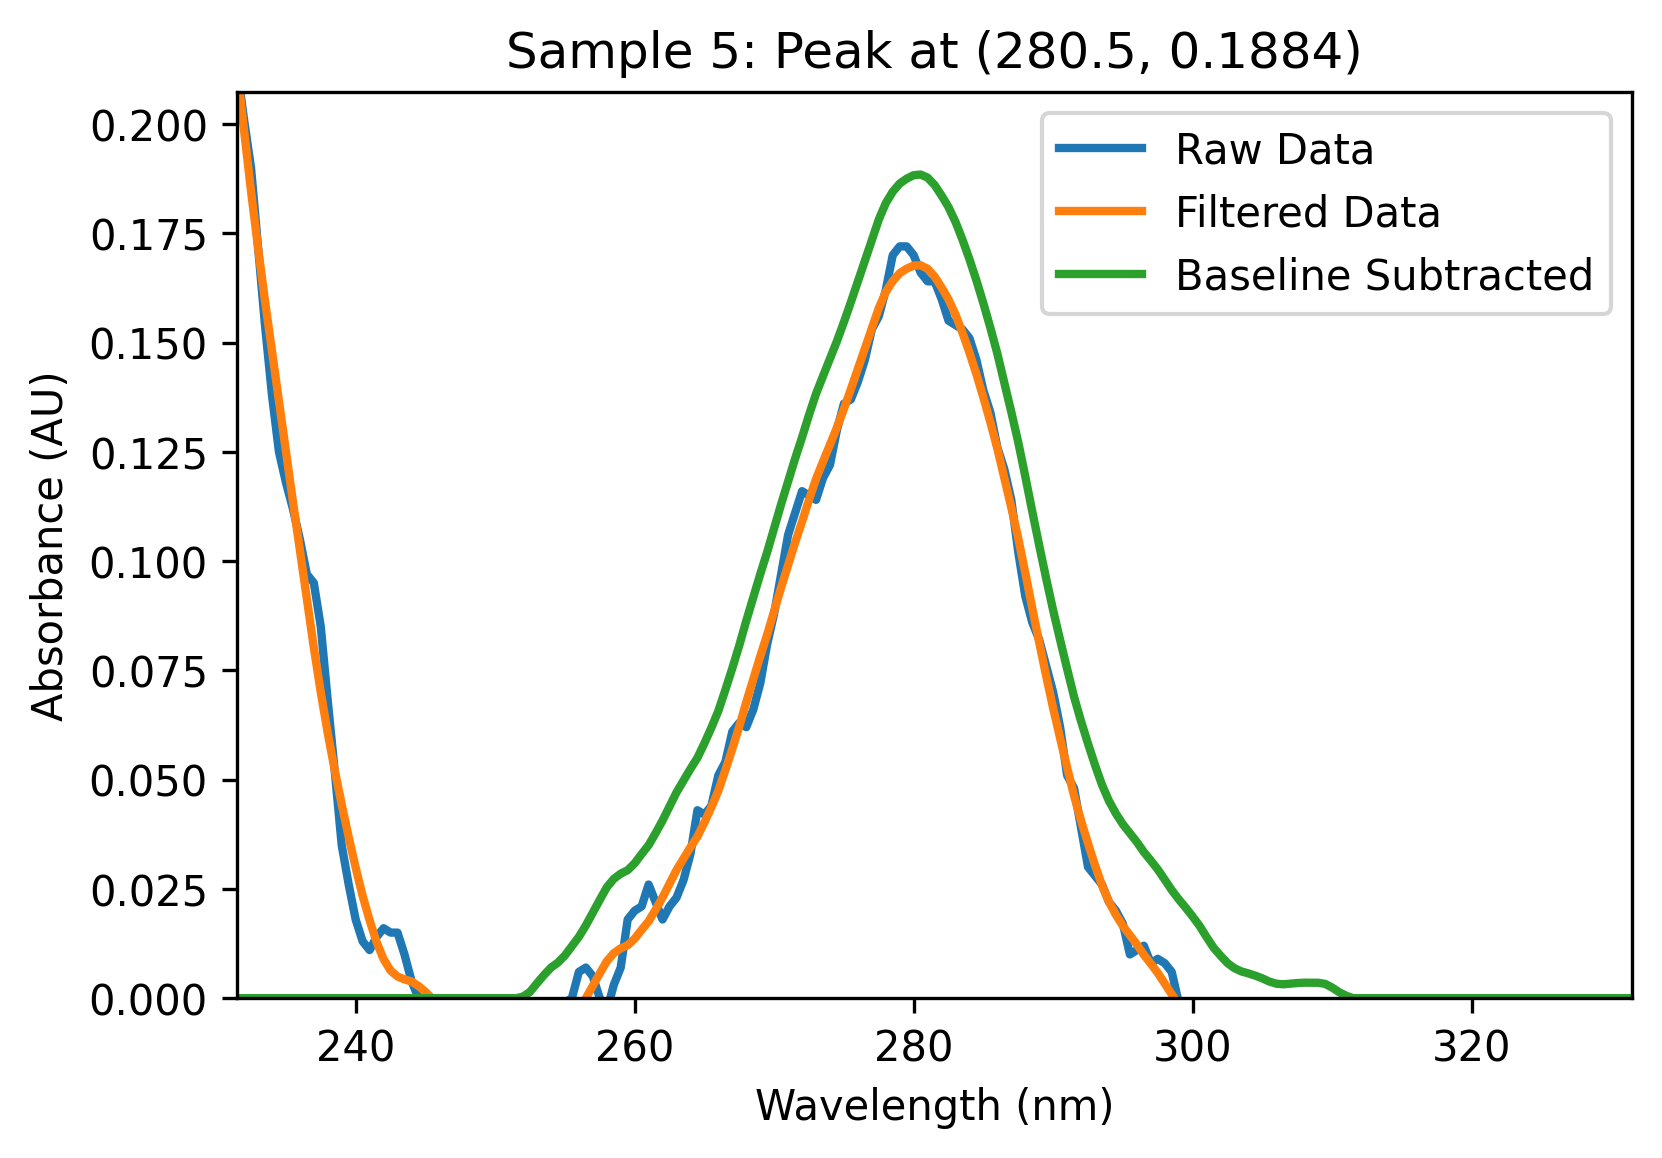 Sample 5: Peak at (280.5, 0.1884)
Raw Data
Filtered Data
Baseline Subtracted
0.200
0.175
0.150
0.125
0.100
0.075
0.050
0.025
0.000
Absorbance (AU)
240 260 280 300 320
Wavelength (nm)